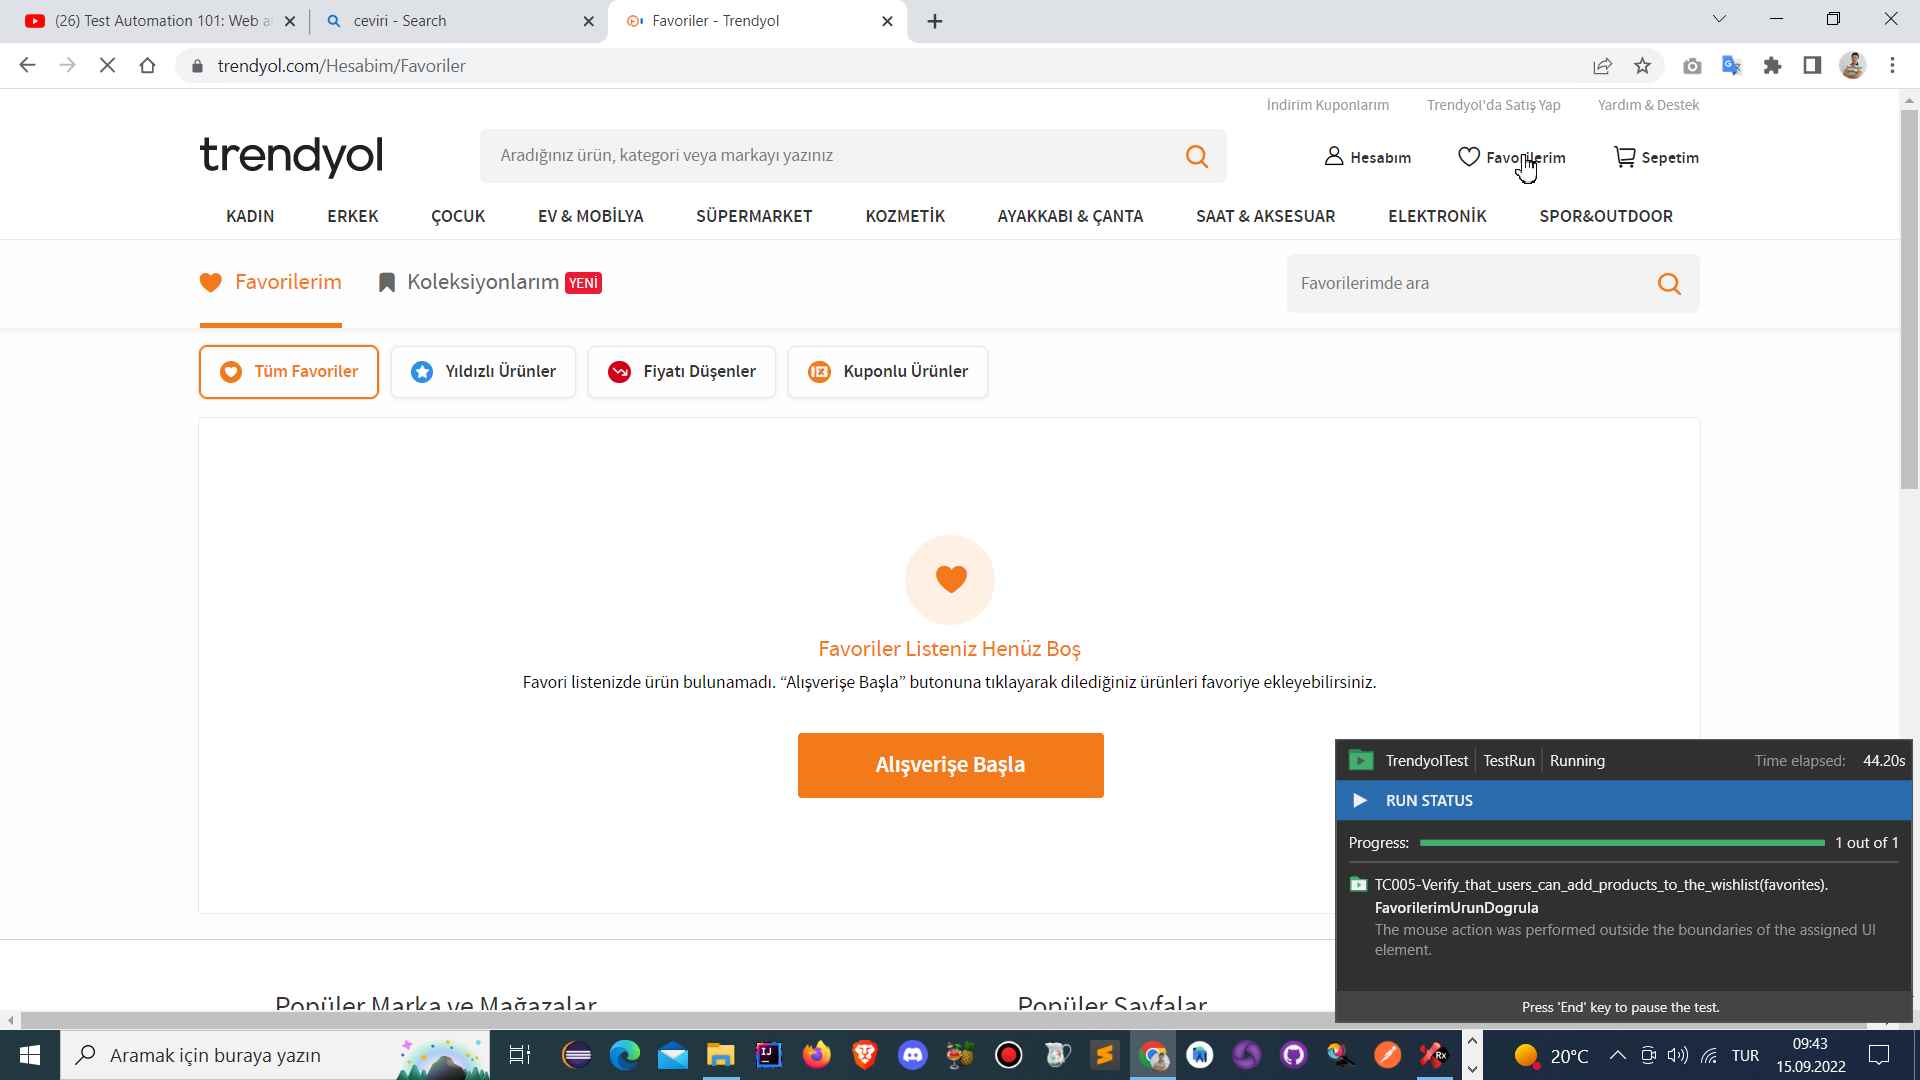 (26) Test Automation 101: Web a
ceviri - Search
Favoriler - Trendyol
trendyol.com/Hesabim/Favoriler
İndirim Kuponlarım
Trendyol'da Satış Yap
Yardım & Destek
trendyol
Aradığınız ürün, kategori veya markayı yazınız
Hesabım
Favorilerim
Sepetim
KADIN
ERKEK
ÇOCUK
EV & MOBİLYA
SÜPERMARKET
KOZMETİK
AYAKKABI & ÇANTA
SAAT & AKSESUAR
ELEKTRONİK
SPOR&OUTDOOR
Favorilerim
Koleksiyonlarım
YENİ
Favorilerimde ara
Tüm Favoriler
Yıldızlı Ürünler
Fiyatı Düşenler
Kuponlu Ürünler
Favoriler Listeniz Henüz Boş
Favori listenizde ürün bulunamadı. “Alışverişe Başla” butonuna tıklayarak dilediğiniz ürünleri favoriye ekleyebilirsiniz.
Alışverişe Başla
TrendyolTest
TestRun
Running
Time elapsed: 44.20s
RUN STATUS
Progress:
1 out of 1
TC005-Verify_that_users_can_add_products_to_the_wishlist(favorites).
FavorilerimUrunDogrula
The mouse action was performed outside the boundaries of the assigned UI
element.
Press 'End' key to pause the test.
Popüler Marka ve Mağazalar
Popüler Sayfalar
Aramak için buraya yazın
20°C
TUR
09:43
15.09.2022